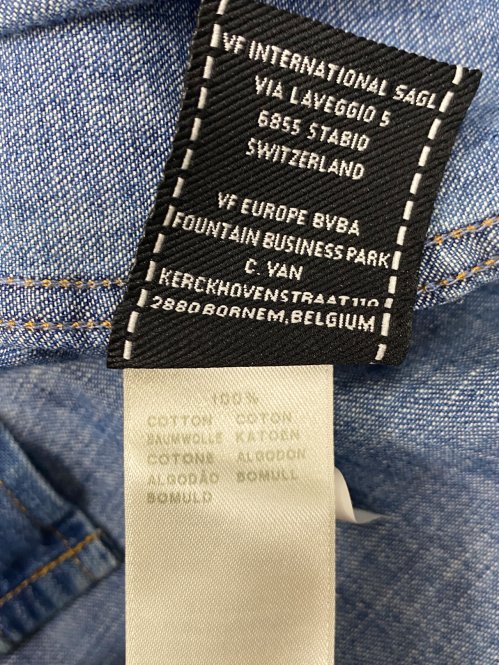 VF INTERNATIONAL SAGL
VIA LAVEGGIO 5
6855 STABIO
SWITZERLAND
VF EUROPE BVBA
FOUNTAIN BUSINESS PARK
C. VAN
KERCKHOVENSTRAAT 110
2880 BORNEM, BELGIUM
100%
COTTON COTON
BAUMWOLLE KATOEN
COTONE ALGODON
ALGODÃO BOMULL
BOMULD